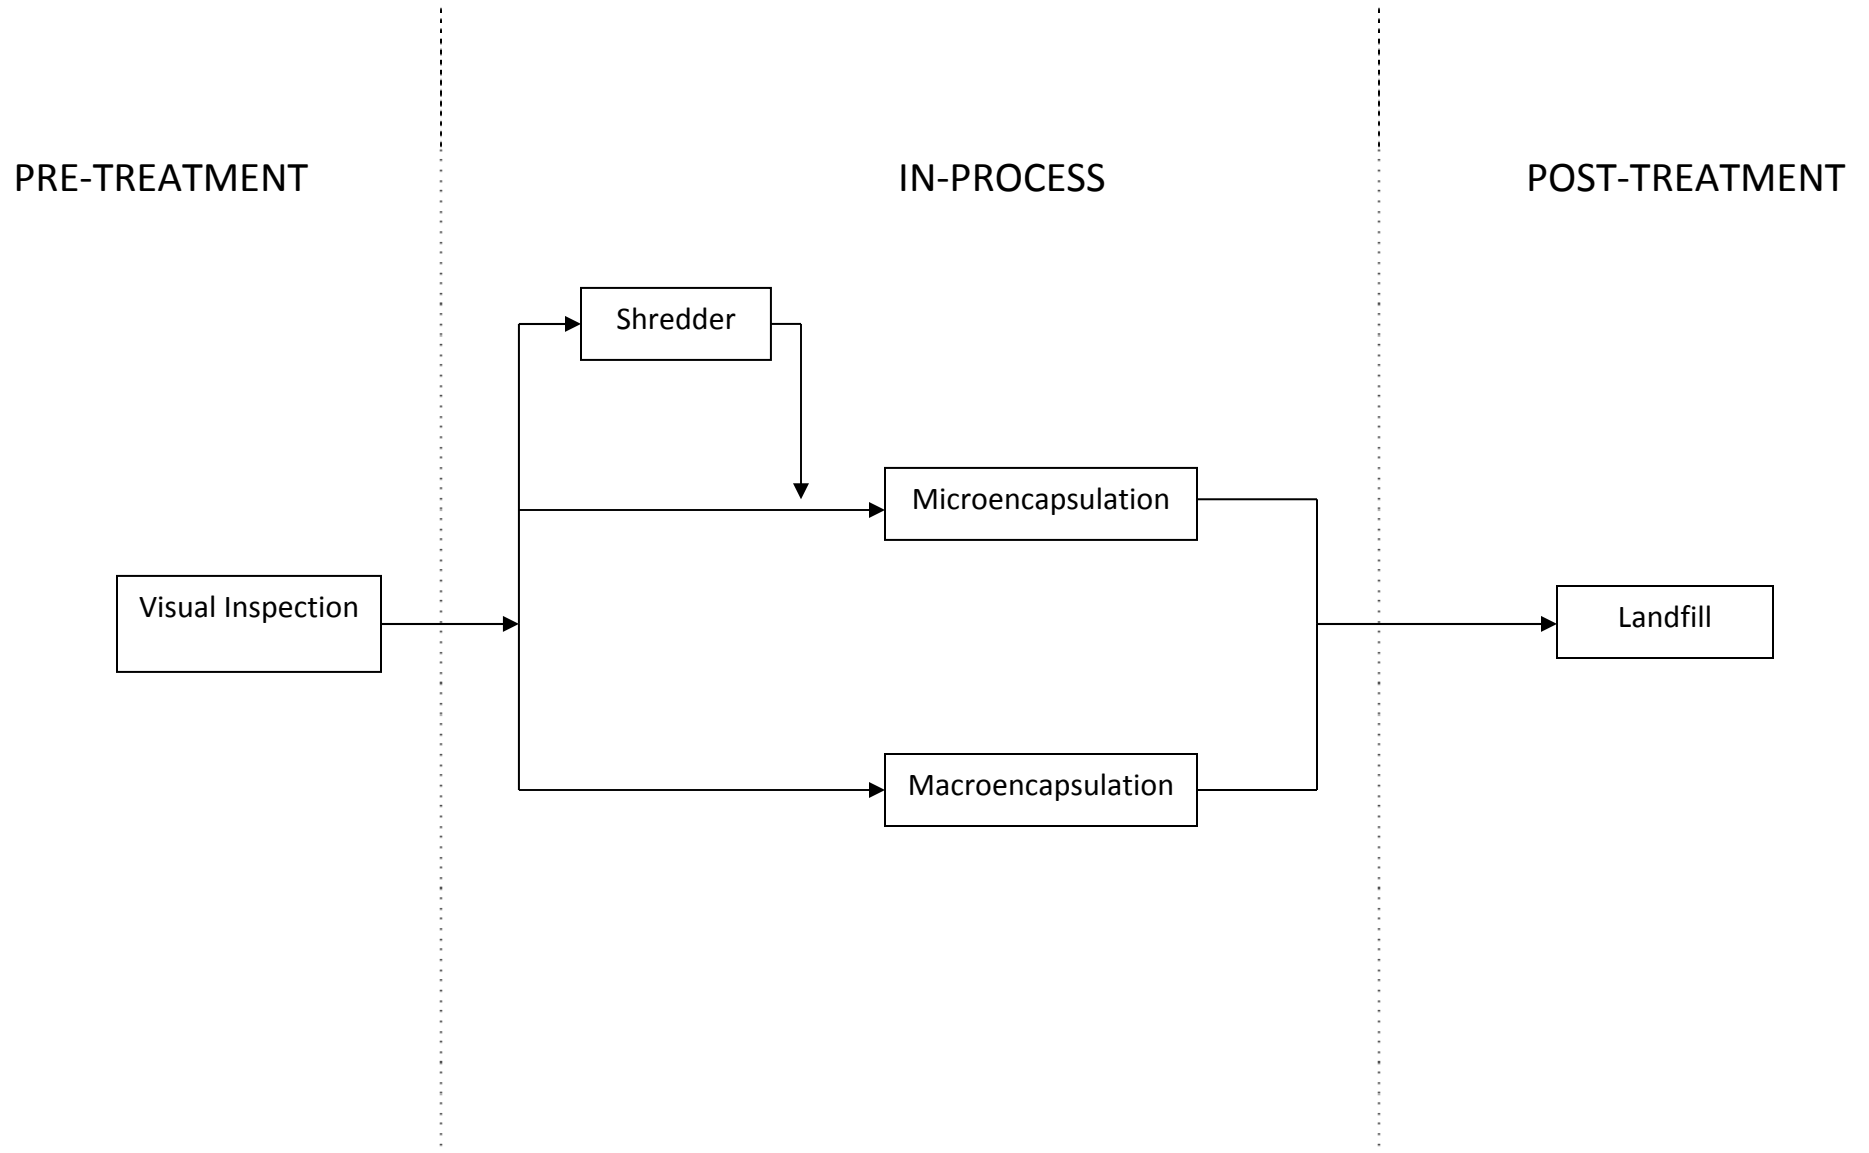 PRE-TREATMENT
IN-PROCESS
POST-TREATMENT
Shredder
Microencapsulation
Visual Inspection
Landfill
Macroencapsulation